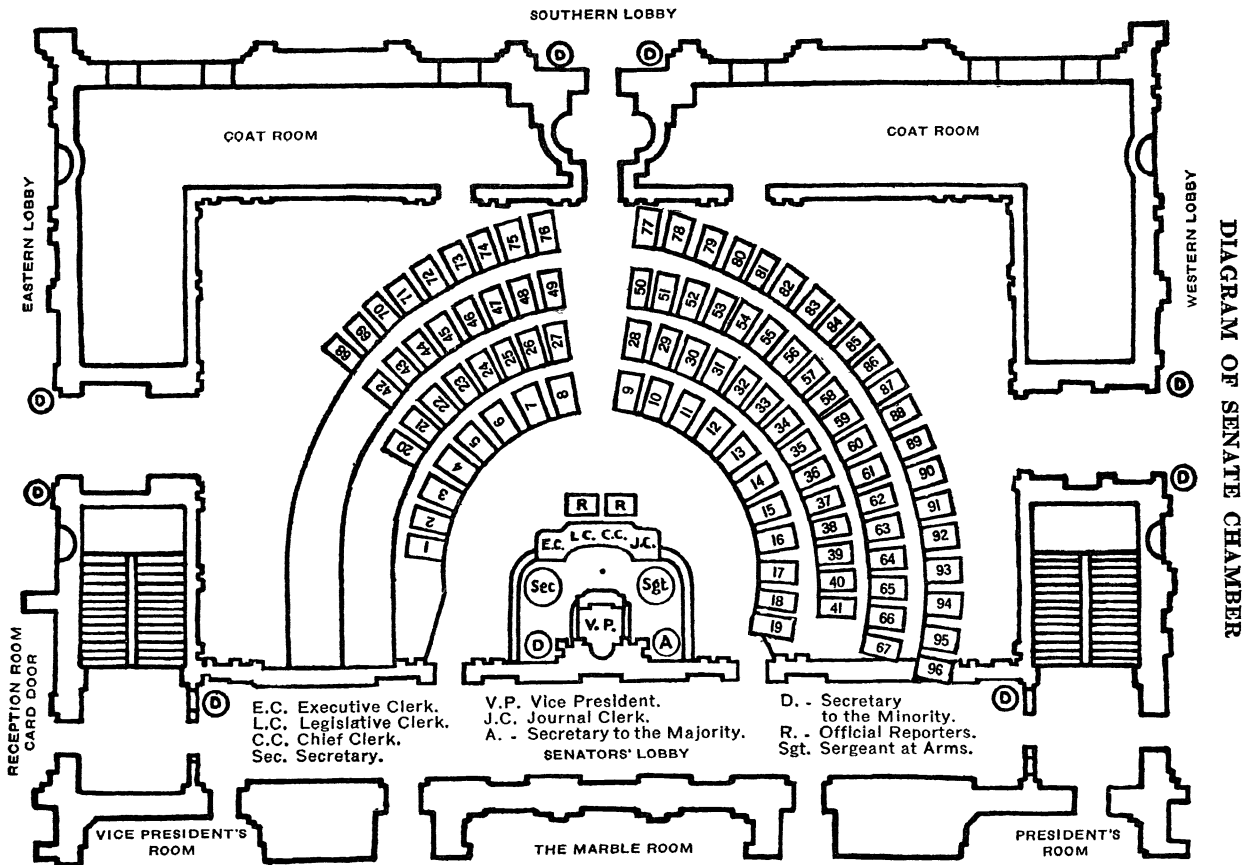 SOUTHERN LOBBY
D
D
COAT ROOM
COAT ROOM
EASTERN LOBBY
WESTERN LOBBY
DIAGRAM OF SENATE CHAMBER
68 69 70 71 72 73 74 75 76
77 78 79 80 81 82 83 84 85 86 87 88 89 90 91 92 93 94 95 96
42 43 44 45 46 47 48 49
50 51 52 53 54 55 56 57 58 59 60 61 62 63 64 65 66 67
20 21 22 23 24 25 26 27
28 29 30 31 32 33 34 35 36 37 38 39 40 41
1 2 3 4 5 6 7 8
9 10 11 12 13 14 15 16 17 18 19
D
D
D
D
R R
E.C. L.C. C.C. J.C.
Sec Sgt
V.P.
D A
RECEPTION ROOM
CARD DOOR
D
D
E.C. Executive Clerk.
L.C. Legislative Clerk.
C.C. Chief Clerk.
Sec. Secretary.
V.P. Vice President.
J.C. Journal Clerk.
A. - Secretary to the Majority.
D. - Secretary
to the Minority.
R. - Official Reporters.
Sgt. Sergeant at Arms.
SENATORS' LOBBY
VICE PRESIDENT'S
ROOM
THE MARBLE ROOM
PRESIDENT'S
ROOM